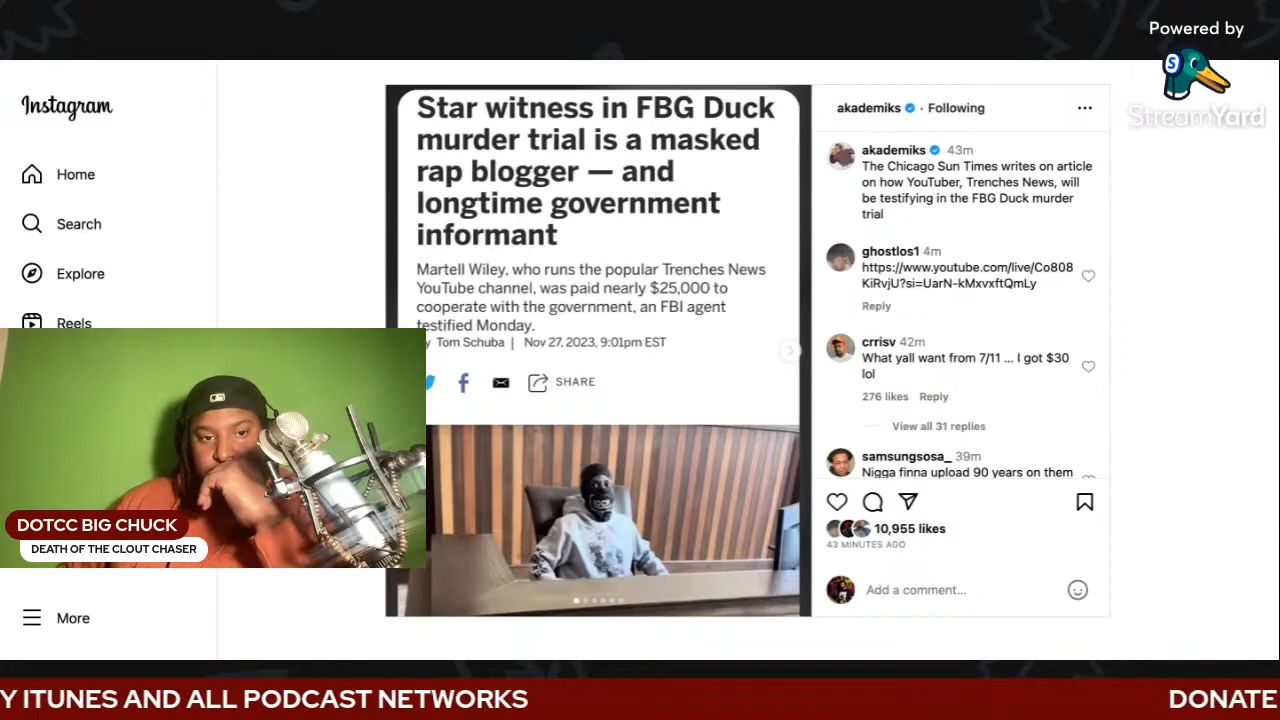 Powered by
StreamYard
Instagram
Home
Search
Explore
Reels
More
Star witness in FBG Duck
murder trial is a masked
rap blogger — and
longtime government
informant
Martell Wiley, who runs the popular Trenches News
YouTube channel, was paid nearly $25,000 to
cooperate with the government, an FBI agent
testified Monday.
y Tom Schuba | Nov 27, 2023, 9:01pm EST
SHARE
akademiks • Following
akademiks 43m
The Chicago Sun Times writes on article
on how YouTuber, Trenches News, will
be testifying in the FBG Duck murder
trial
ghostlos1 4m
https://www.youtube.com/live/Co808
KiRvjU?si=UarN-kMxvxftQmLy
Reply
crrisv 42m
What yall want from 7/11 ... I got $30
lol
276 likes Reply
View all 31 replies
samsungsosa_ 39m
Nigga finna upload 90 years on them
10,955 likes
43 MINUTES AGO
Add a comment...
DOTCC BIG CHUCK
DEATH OF THE CLOUT CHASER
Y ITUNES AND ALL PODCAST NETWORKS
DONATE